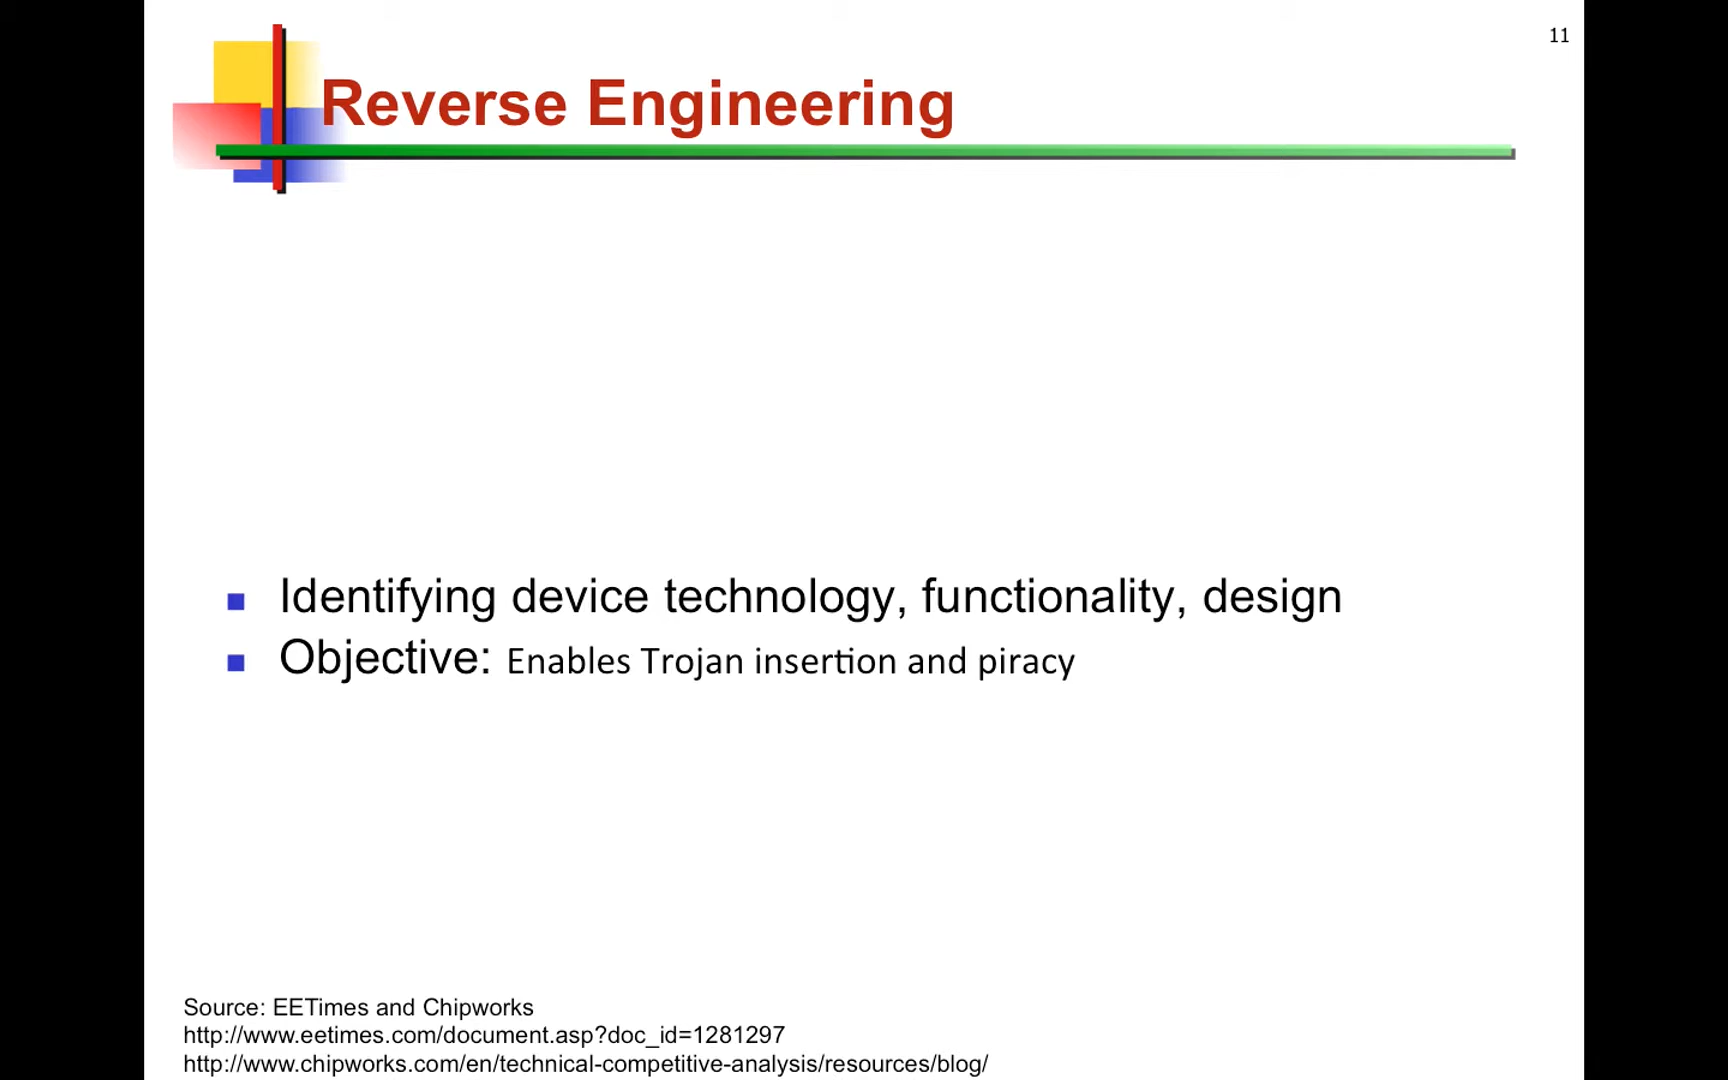 11
Reverse Engineering
Identifying device technology, functionality, design
Objective: Enables Trojan insertion and piracy
Source: EETimes and Chipworks
http://www.eetimes.com/document.asp?doc_id=1281297
http://www.chipworks.com/en/technical-competitive-analysis/resources/blog/